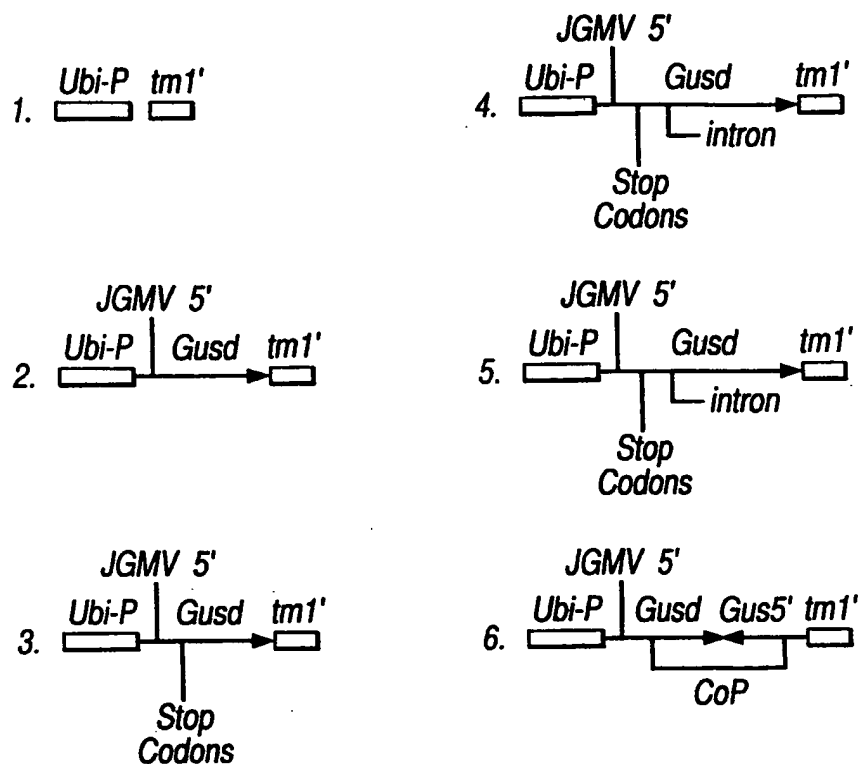 1. Ubi-P tm1'
2. JGMV 5'
Ubi-P Gusd tm1'
3. JGMV 5'
Ubi-P Gusd tm1'
Stop
Codons
4. JGMV 5'
Ubi-P Gusd tm1'
intron
Stop
Codons
5. JGMV 5'
Ubi-P Gusd tm1'
intron
Stop
Codons
6. JGMV 5'
Ubi-P Gusd Gus5' tm1'
CoP